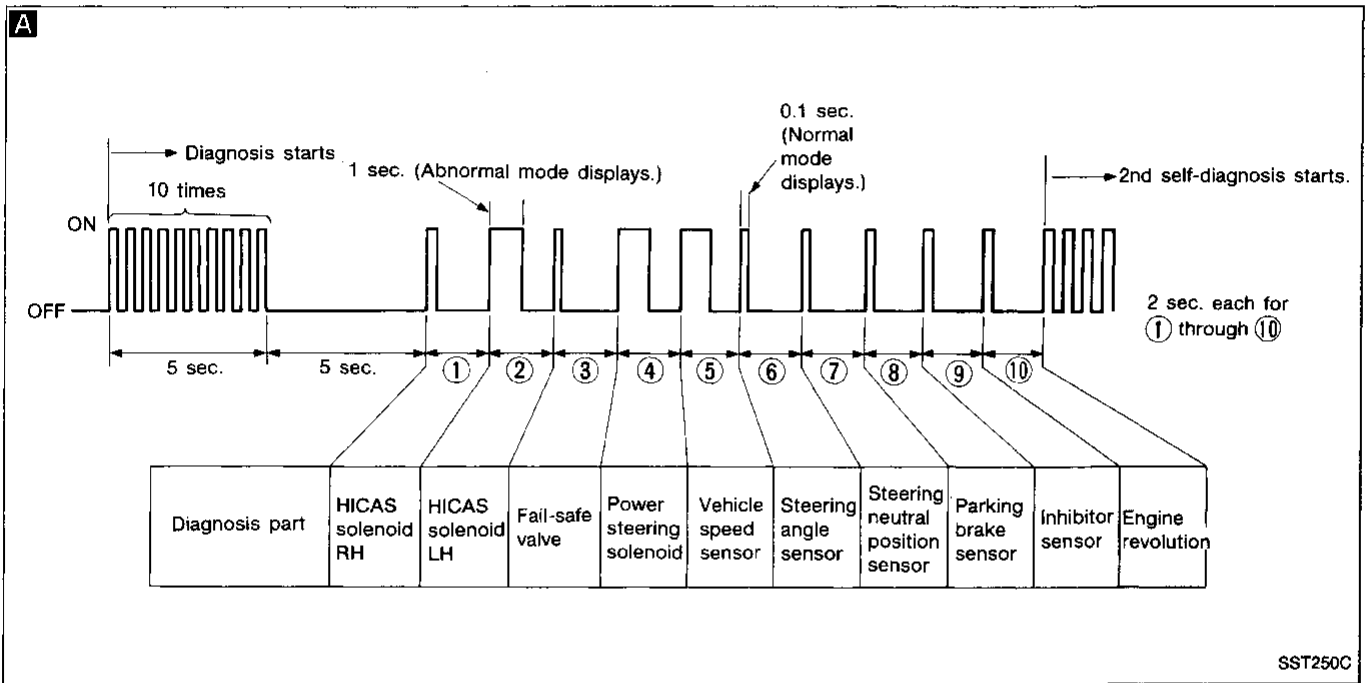 A
Diagnosis starts
10 times
1 sec. (Abnormal mode displays.)
0.1 sec.
(Normal
mode
displays.)
2nd self-diagnosis starts.
ON
OFF
2 sec. each for
① through ⑩
5 sec.
5 sec.
① ② ③ ④ ⑤ ⑥ ⑦ ⑧ ⑨ ⑩
Diagnosis part
HICAS
solenoid
RH
HICAS
solenoid
LH
Fail-safe
valve
Power
steering
solenoid
Vehicle
speed
sensor
Steering
angle
sensor
Steering
neutral
position
sensor
Parking
brake
sensor
Inhibitor
sensor
Engine
revolution
SST250C